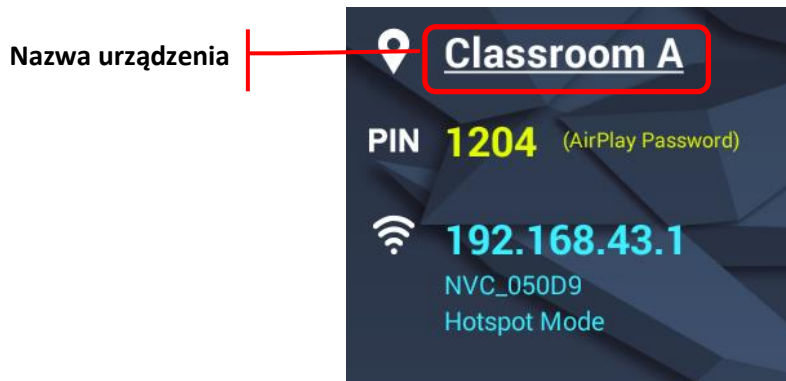 Nazwa urządzenia
Classroom A
PIN 1204 (AirPlay Password)
192.168.43.1
NVC_050D9
Hotspot Mode